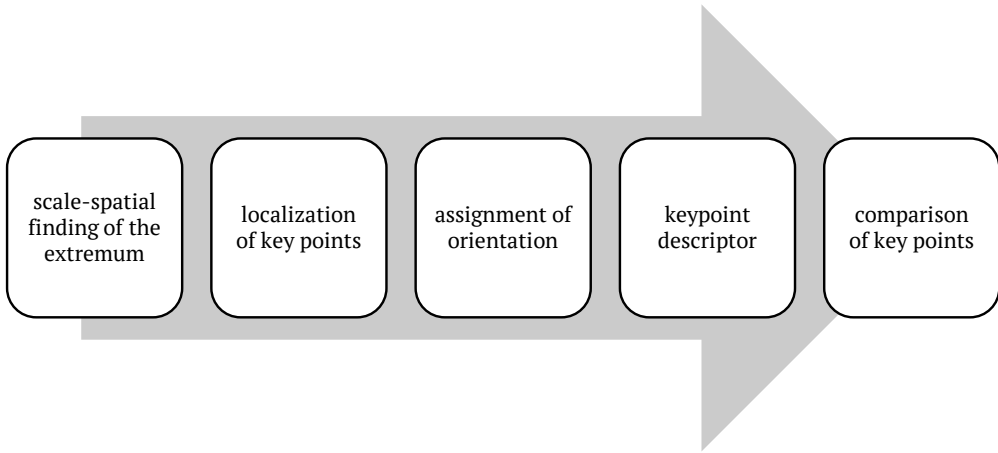 scale-spatial
finding of the
extremum
localization
of key points
assignment of
orientation
keypoint
descriptor
comparison
of key points